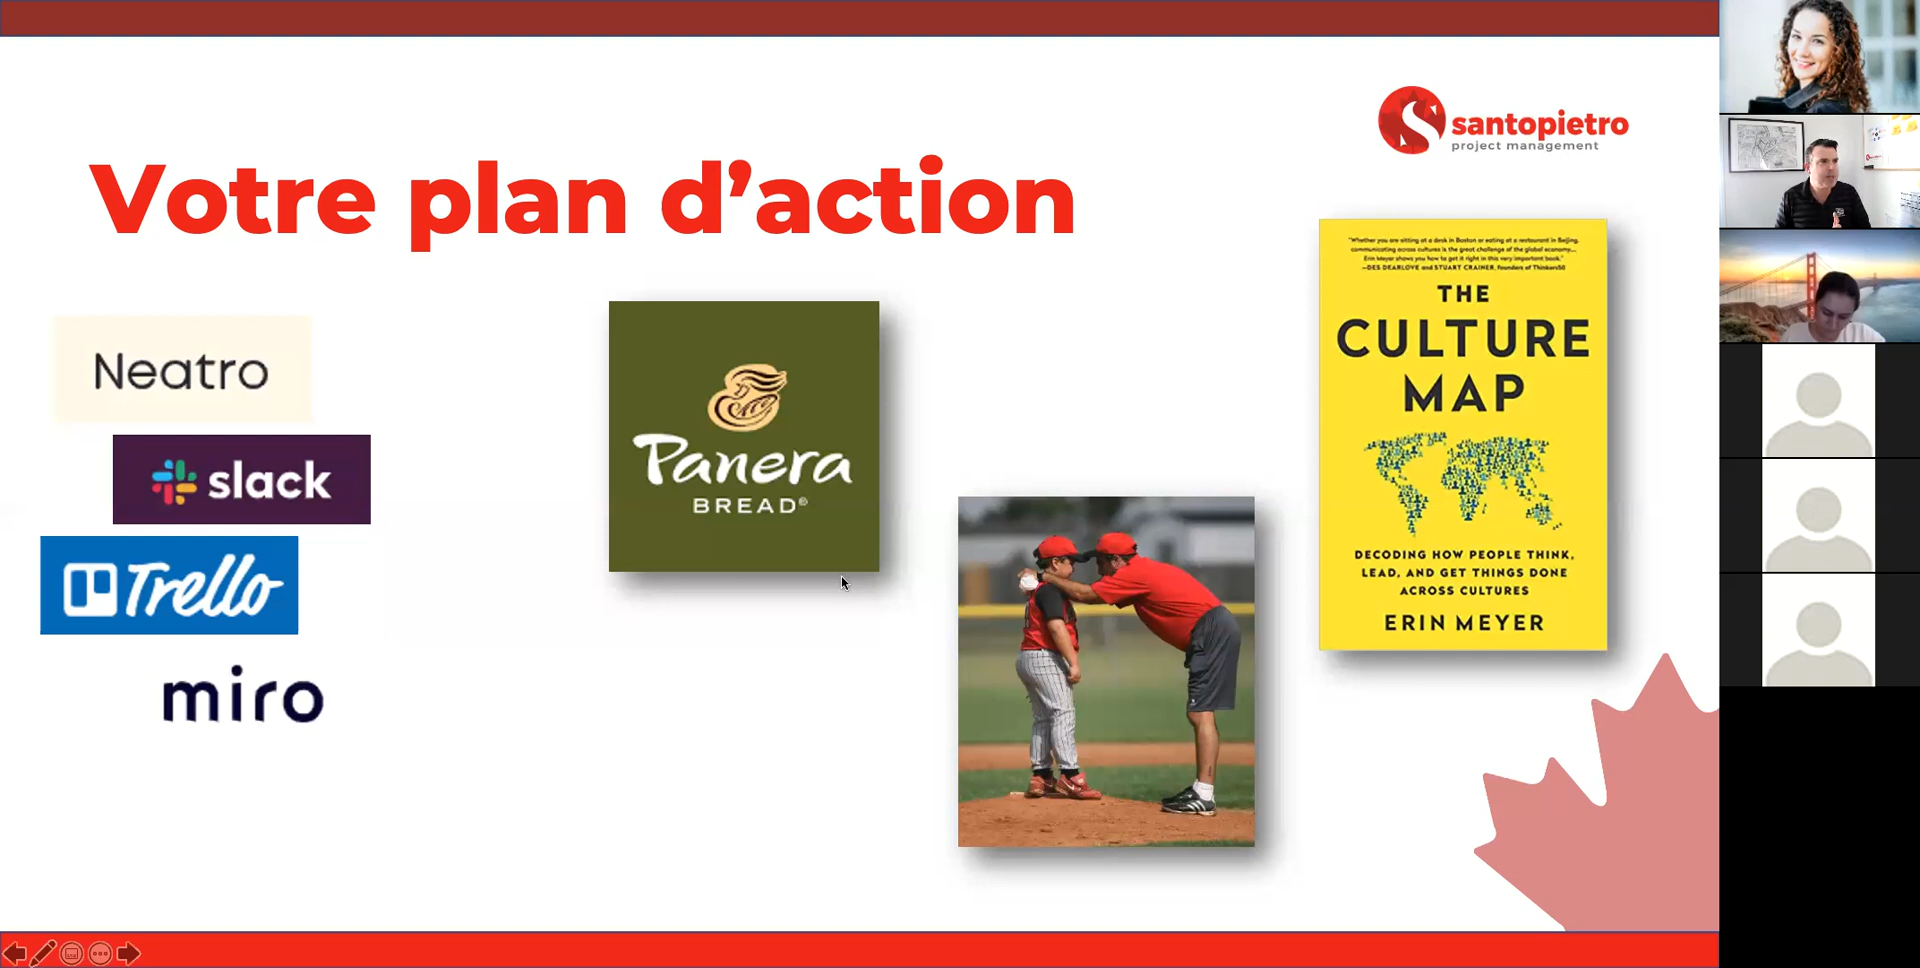 santopietro
project management
Votre plan d’action
Neatro
slack
Trello
miro
Panera
BREAD®
"Whether you are sitting at a desk in Boston or eating at a restaurant in Beijing,
communicating across cultures is the great challenge of the global economy....
Erin Meyer shows you how to get it right in this very important book."
—DES DEARLOVE and STUART CRAINER, founders of Thinkers50
THE
CULTURE
MAP
DECODING HOW PEOPLE THINK,
LEAD, AND GET THINGS DONE
ACROSS CULTURES
ERIN MEYER